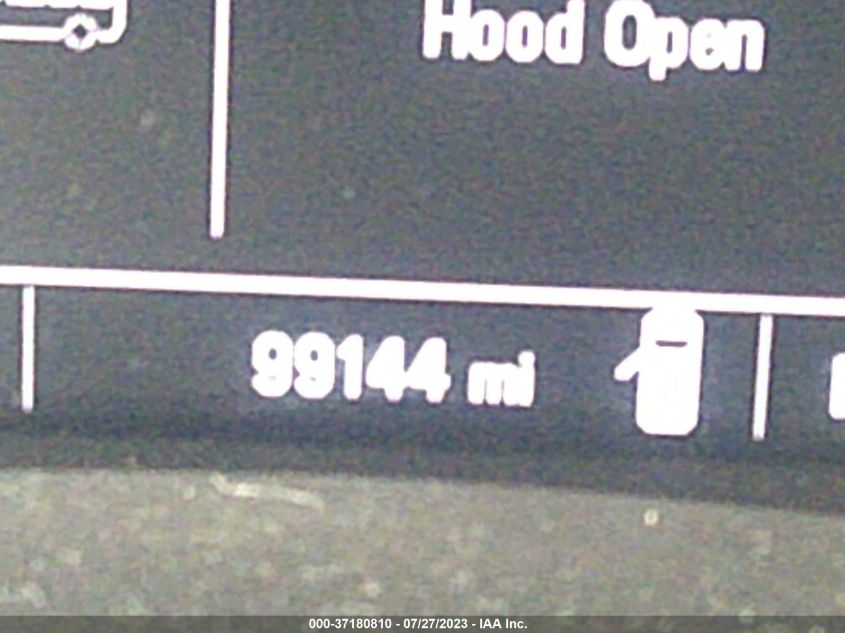 Hood Open
99144 mi
000-37180810 - 07/27/2023 - IAA Inc.